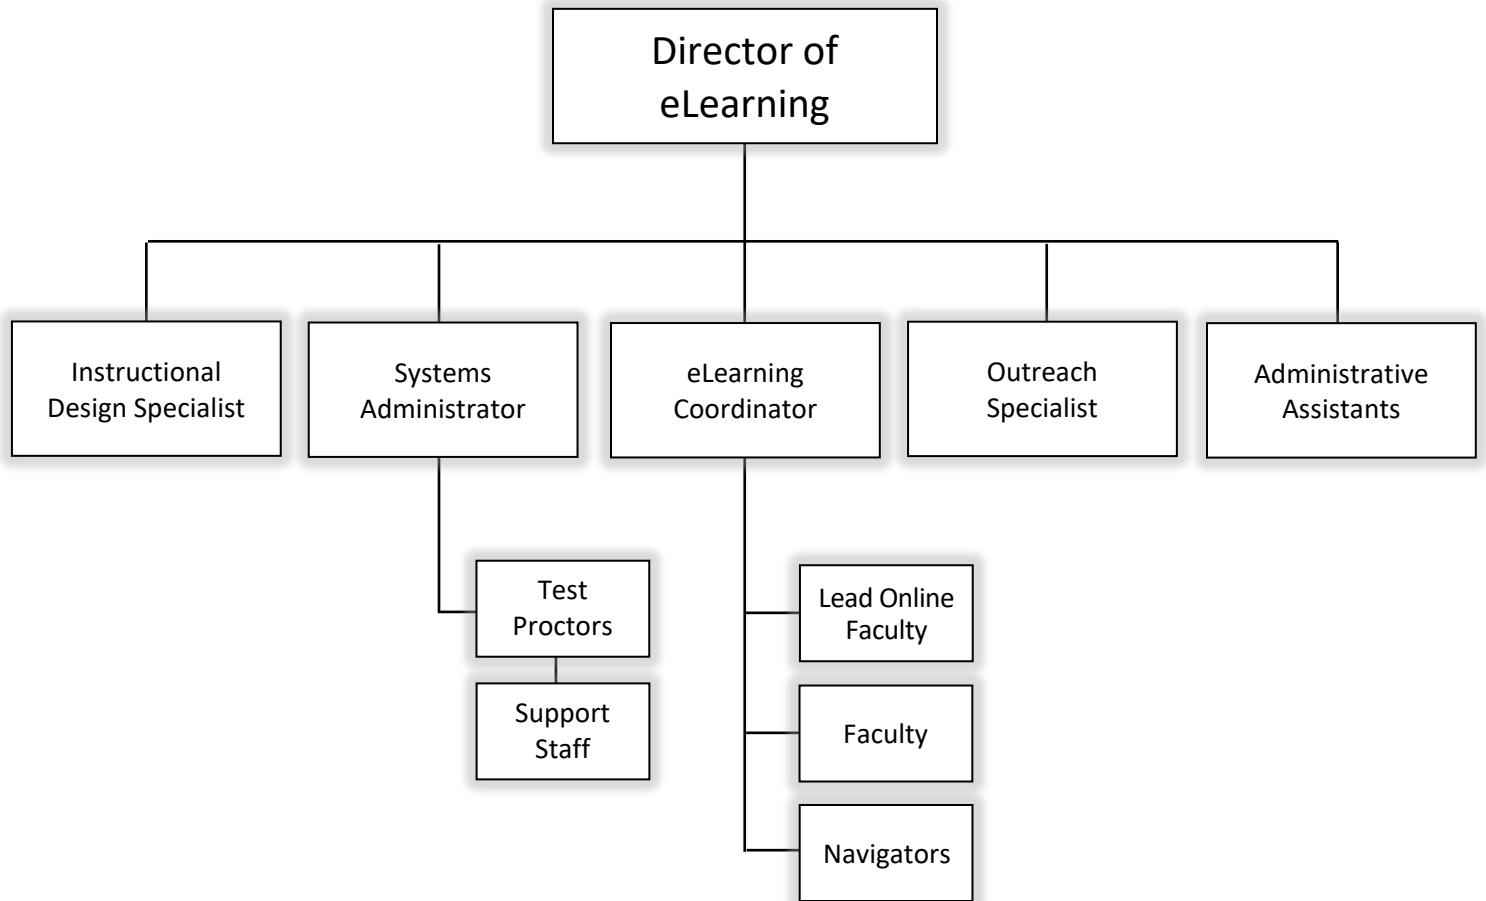 Director of
eLearning
Instructional
Design Specialist
Systems
Administrator
eLearning
Coordinator
Outreach
Specialist
Administrative
Assistants
Test
Proctors
Support
Staff
Lead Online
Faculty
Faculty
Navigators